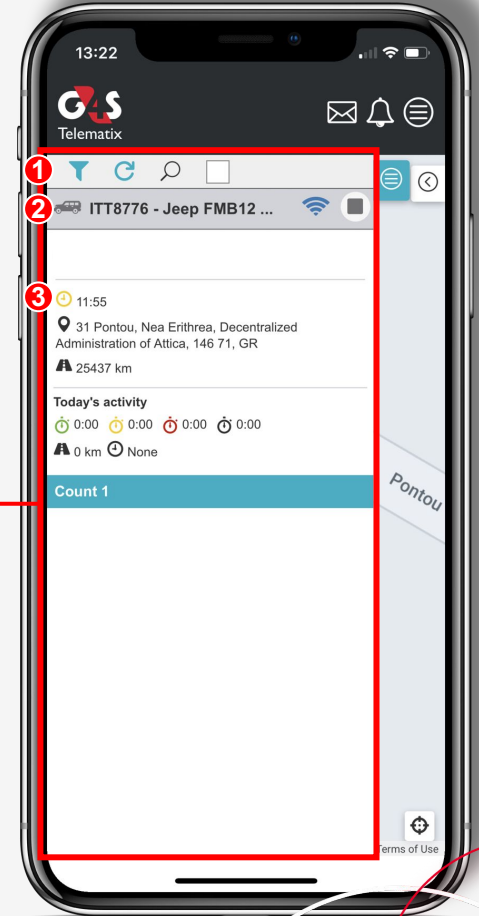 13:22
G4S
Telematix
1
2 ITT8776 - Jeep FMB12 ...
3 11:55
31 Pontou, Nea Erithrea, Decentralized
Administration of Attica, 146 71, GR
25437 km
Today's activity
0:00 0:00 0:00 0:00
0 km None
Count 1
Pontou
Terms of Use